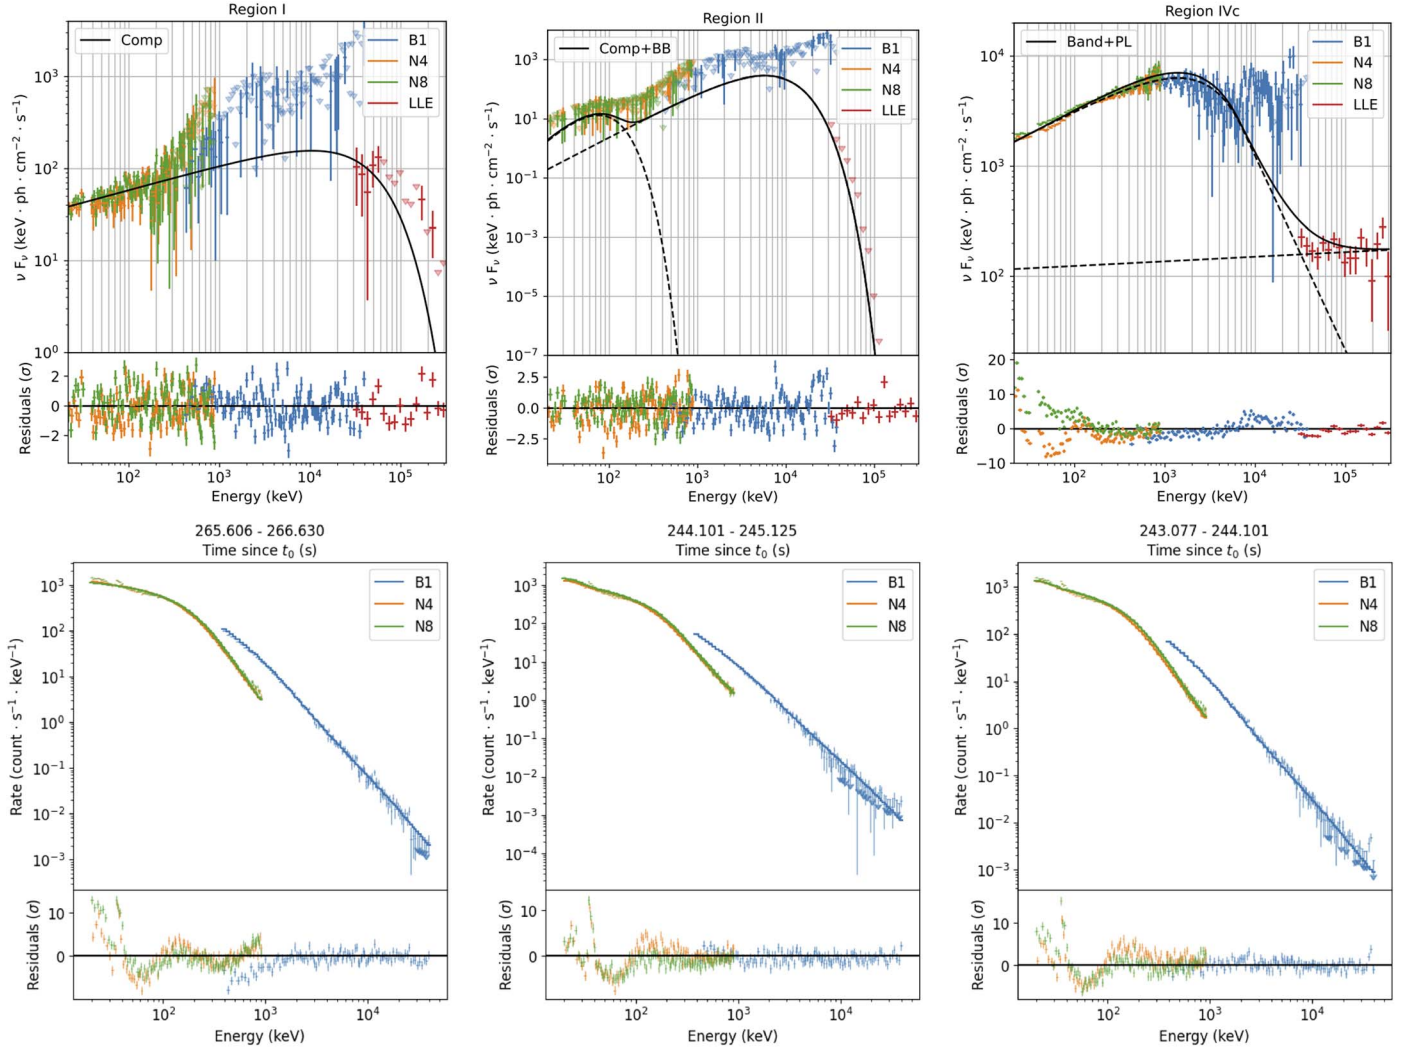 Region I
Comp
B1
N4
N8
LLE
10³
10²
10¹
10⁰
ν Fν (keV · ph · cm⁻² · s⁻¹)
2
0
−2
Residuals (σ)
10² 10³ 10⁴ 10⁵
Energy (keV)
Region II
Comp+BB
B1
N4
N8
LLE
10³
10¹
10⁻¹
10⁻³
10⁻⁵
10⁻⁷
ν Fν (keV · ph · cm⁻² · s⁻¹)
2.5
0.0
−2.5
Residuals (σ)
10² 10³ 10⁴ 10⁵
Energy (keV)
Region IVc
Band+PL
B1
N4
N8
LLE
10⁴
10³
10²
ν Fν (keV · ph · cm⁻² · s⁻¹)
20
10
0
−10
Residuals (σ)
10² 10³ 10⁴ 10⁵
Energy (keV)
265.606 - 266.630
Time since t₀ (s)
B1
N4
N8
10³
10²
10¹
10⁰
10⁻¹
10⁻²
10⁻³
Rate (count · s⁻¹ · keV⁻¹)
10
0
Residuals (σ)
10² 10³ 10⁴
Energy (keV)
244.101 - 245.125
Time since t₀ (s)
B1
N4
N8
10³
10²
10¹
10⁰
10⁻¹
10⁻²
10⁻³
10⁻⁴
Rate (count · s⁻¹ · keV⁻¹)
10
0
Residuals (σ)
10² 10³ 10⁴
Energy (keV)
243.077 - 244.101
Time since t₀ (s)
B1
N4
N8
10³
10²
10¹
10⁰
10⁻¹
10⁻²
10⁻³
Rate (count · s⁻¹ · keV⁻¹)
10
0
Residuals (σ)
10² 10³ 10⁴
Energy (keV)